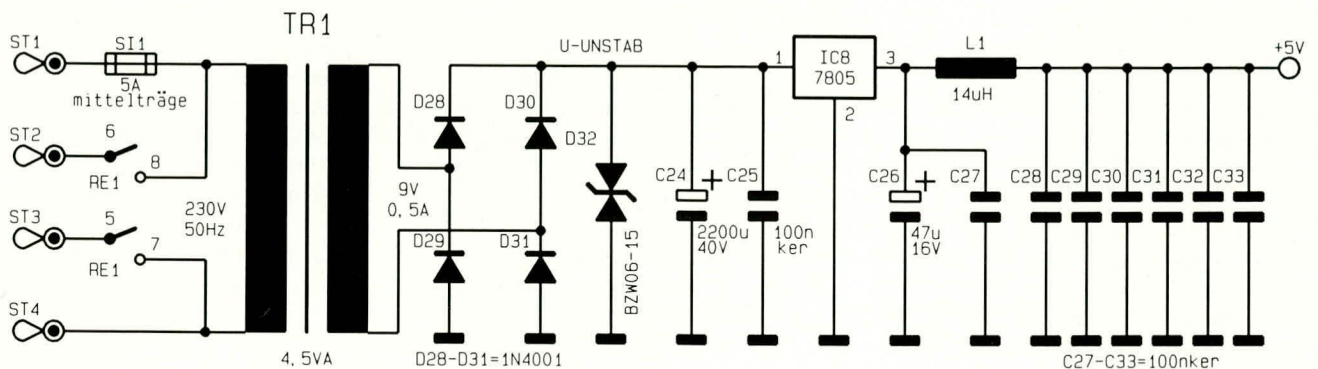 TR1
ST1
SI1
5A
mittelträge
ST2
6
8
RE1
ST3
5
7
RE1
ST4
230V
50Hz
4,5VA
9V
0,5A
U-UNSTAB
D28
D30
D32
D29
D31
D28-D31=1N4001
BZW06-15
C24
+
2200u
40V
C25
100n
ker
1
IC8
7805
3
2
L1
14uH
+5V
C26
+
47u
16V
C27
C28
C29
C30
C31
C32
C33
C27-C33=100nker